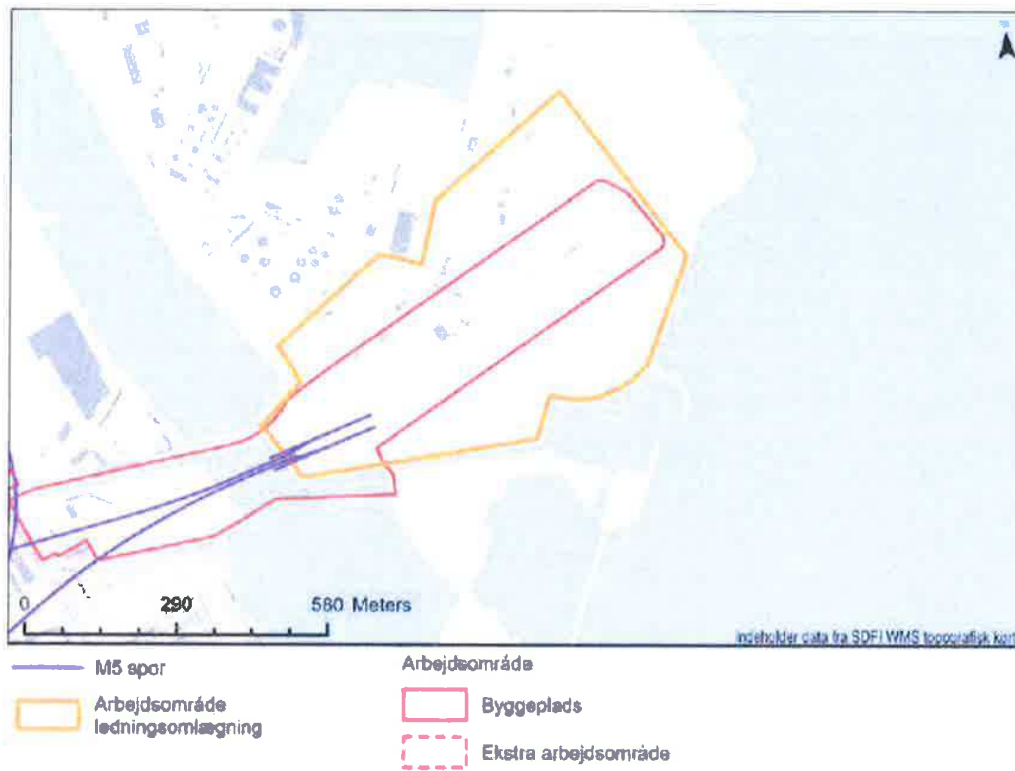 0 290 580 Meters
Indeholder data fra SDFI WMS topografisk kort
M5 spor
Arbejdsområde
ledningsomlægning
Arbejdsområde
Byggeplads
Ekstra arbejdsområde